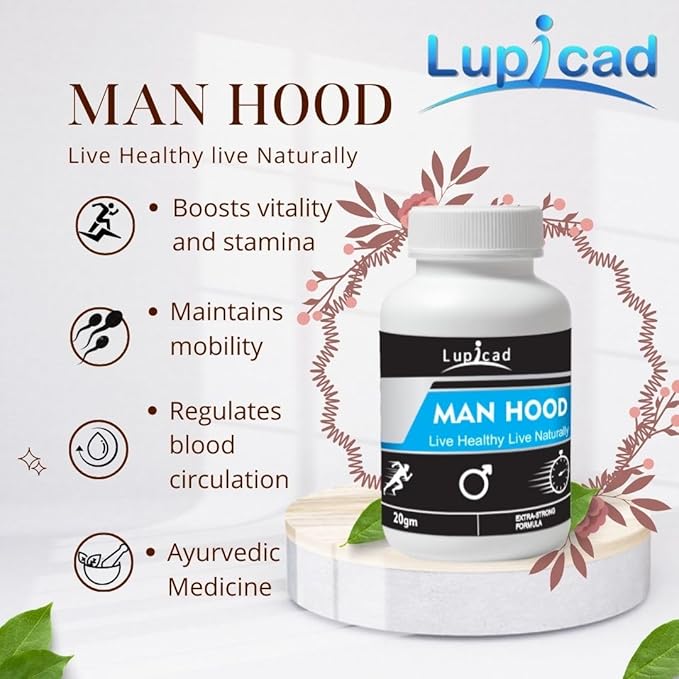 Lupicad
MAN HOOD
Live Healthy live Naturally
• Boosts vitality
and stamina
• Maintains
mobility
• Regulates
blood
circulation
• Ayurvedic
Medicine
Lupicad
MAN HOOD
Live Healthy Live Naturally
20gm
EXTRA-STRONG
FORMULA